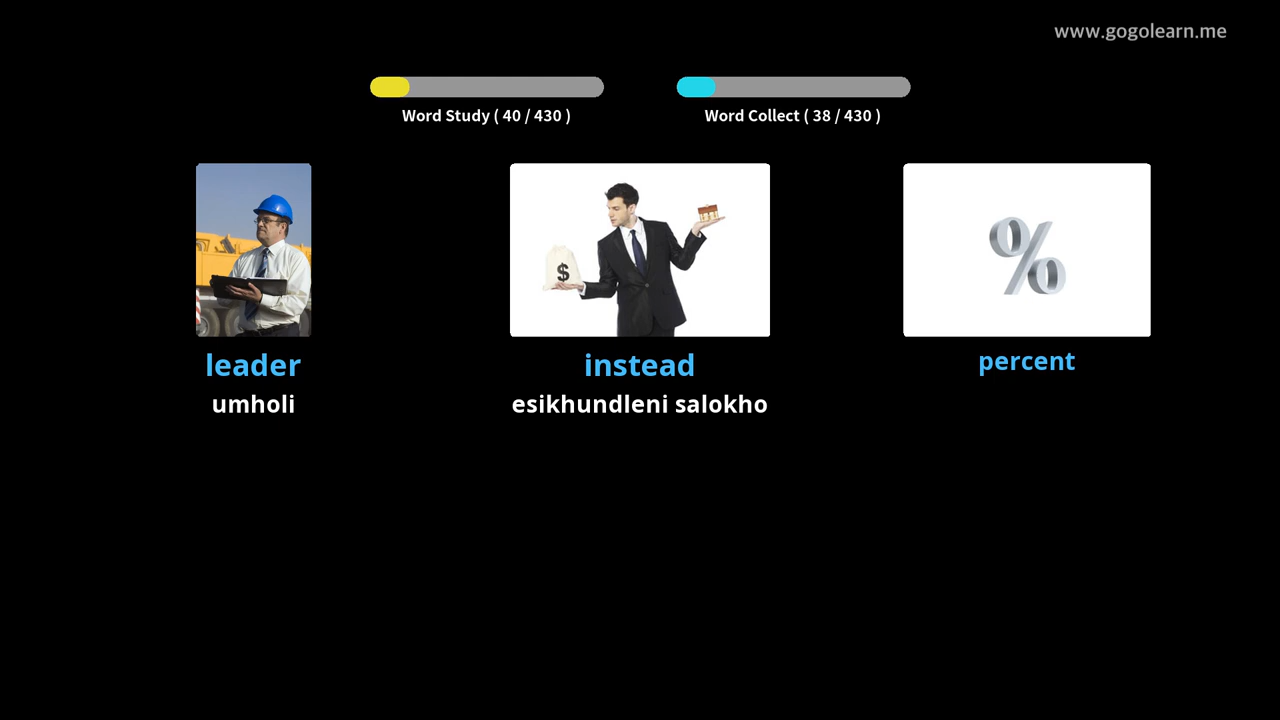 www.gogolearn.me
Word Study ( 40 / 430 )
Word Collect ( 38 / 430 )
$
%
leader
umholi
instead
esikhundleni salokho
percent